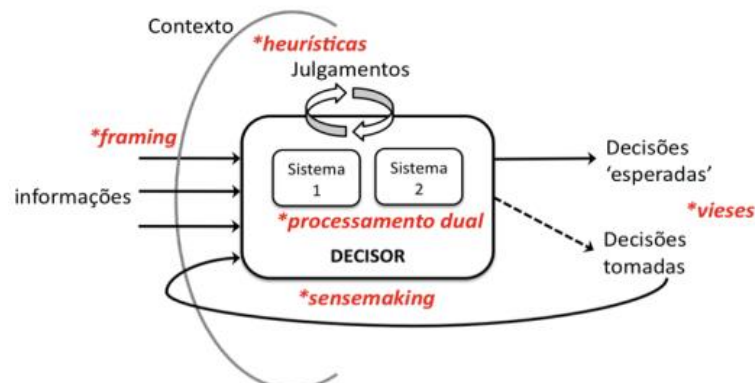 Contexto
*heurísticas
Julgamentos
*framing
informações
Sistema
1
Sistema
2
*processamento dual
DECISOR
*sensemaking
Decisões
‘esperadas’
*vieses
Decisões
tomadas